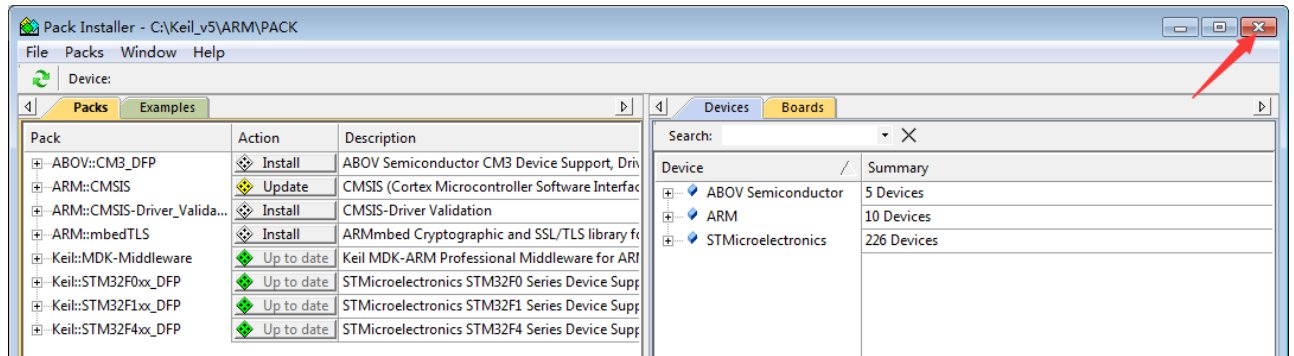 Pack Installer - C:\Keil_v5\ARM\PACK
File Packs Window Help
Device:
Packs Examples
Pack Action Description
ABOV::CM3_DFP Install ABOV Semiconductor CM3 Device Support, Driv
ARM::CMSIS Update CMSIS (Cortex Microcontroller Software Interfac
ARM::CMSIS-Driver_Valida... Install CMSIS-Driver Validation
ARM::mbedTLS Install ARMmbed Cryptographic and SSL/TLS library fo
Keil::MDK-Middleware Up to date Keil MDK-ARM Professional Middleware for ARM
Keil::STM32F0xx_DFP Up to date STMicroelectronics STM32F0 Series Device Supp
Keil::STM32F1xx_DFP Up to date STMicroelectronics STM32F1 Series Device Supp
Keil::STM32F4xx_DFP Up to date STMicroelectronics STM32F4 Series Device Supp
Devices Boards
Search:
Device Summary
ABOV Semiconductor 5 Devices
ARM 10 Devices
STMicroelectronics 226 Devices